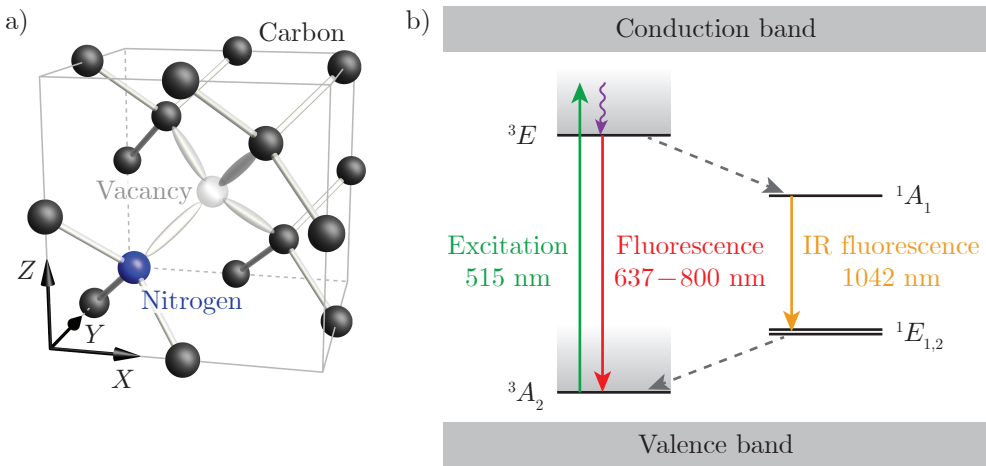 a)
Carbon
Vacancy
Nitrogen
Z
Y
X
b)
Conduction band
³E
¹A₁
Excitation
515 nm
Fluorescence
637–800 nm
IR fluorescence
1042 nm
¹E₁,₂
³A₂
Valence band